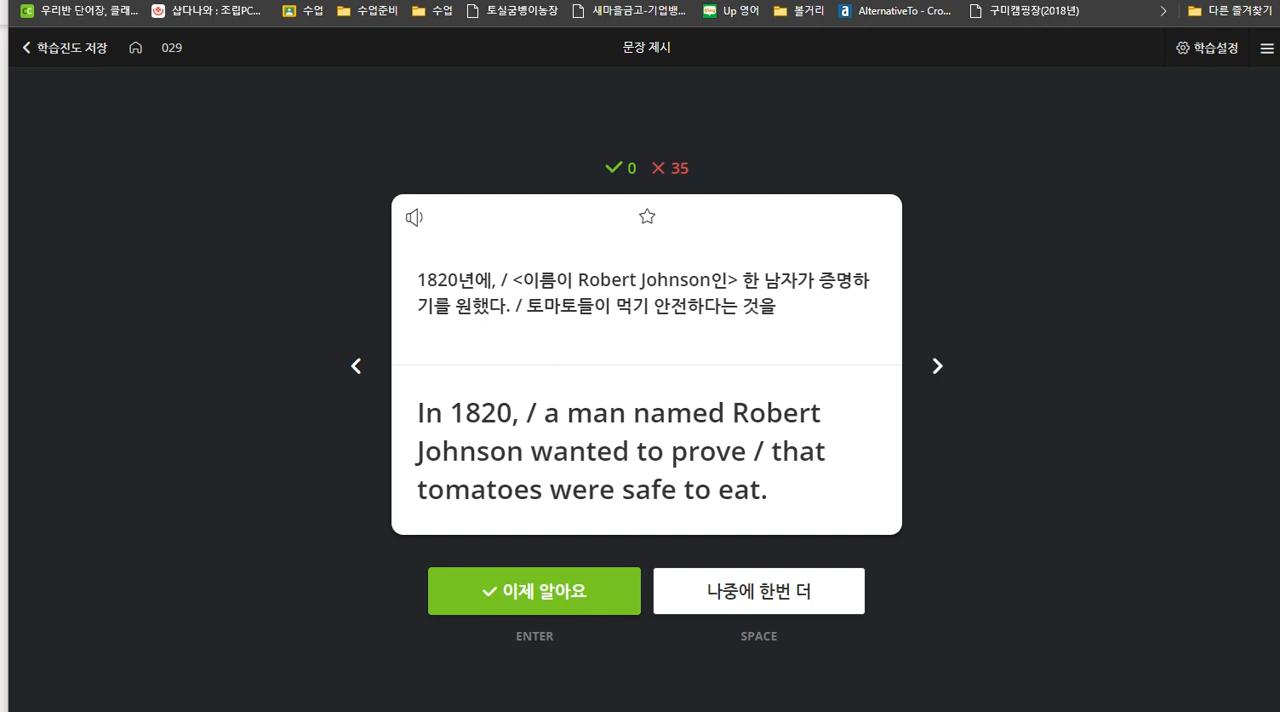 우리반 단어장, 클래... 샵다나와 : 조립PC... 수업 수업준비 수업 토실굼벵이농장 새마을금고-기업뱅... Up 영어 볼거리 AlternativeTo - Cro... 구미캠핑장(2018년) 다른 즐겨찾기
학습진도 저장 029 문장 제시 학습설정
0 35
1820년에, / <이름이 Robert Johnson인> 한 남자가 증명하
기를 원했다. / 토마토들이 먹기 안전하다는 것을
In 1820, / a man named Robert
Johnson wanted to prove / that
tomatoes were safe to eat.
이제 알아요 나중에 한번 더
ENTER SPACE